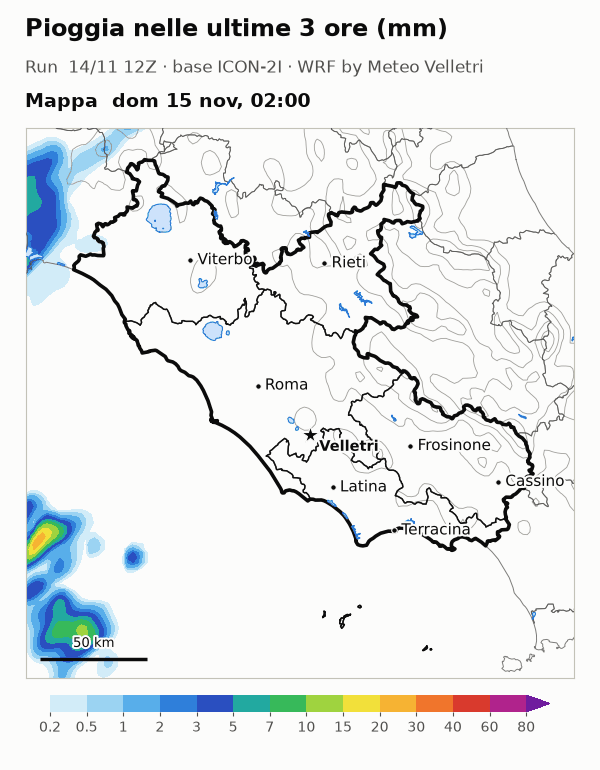 Pioggia nelle ultime 3 ore (mm)
Run  14/11 12Z · base ICON-2I · WRF by Meteo Velletri
Mappa  dom 15 nov, 02:00
Viterbo
Rieti
Roma
Velletri
Frosinone
Latina
Cassino
Terracina
50 km
0.2 0.5 1 2 3 5 7 10 15 20 30 40 60 80